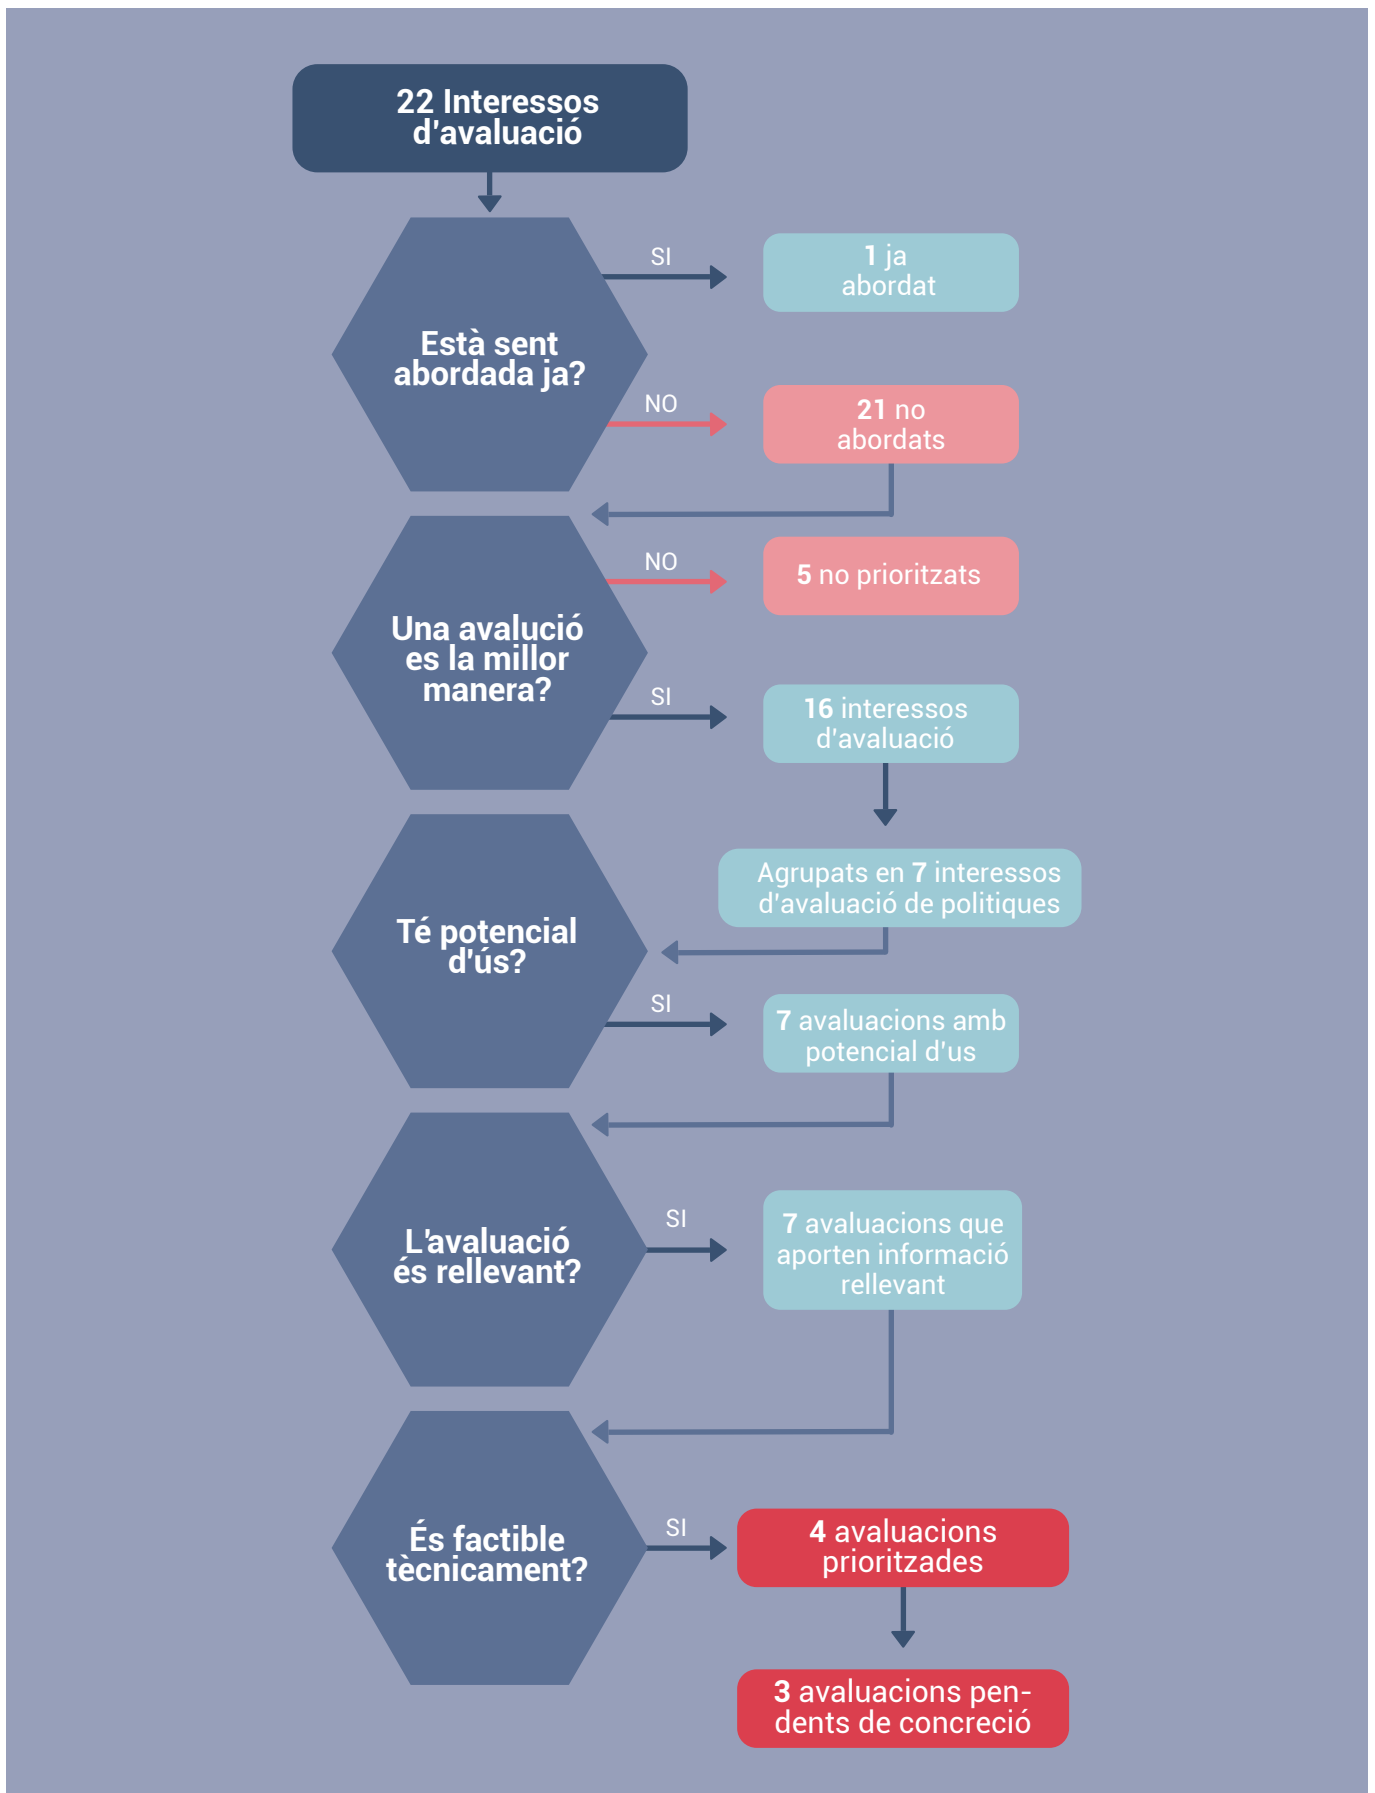 22 Interessos
d'avaluació
SI
1 ja
abordat
Està sent
abordada ja?
NO
21 no
abordats
NO
5 no prioritzats
Una avalució
es la millor
manera?
SI
16 interessos
d'avaluació
Agrupats en 7 interessos
d'avaluació de politiques
Té potencial
d'ús?
SI
7 avaluacions amb
potencial d'us
L'avaluació
és rellevant?
SI
7 avaluacions que
aporten informació
rellevant
És factible
tècnicament?
SI
4 avaluacions
prioritzades
3 avaluacions pen-
dents de concreció